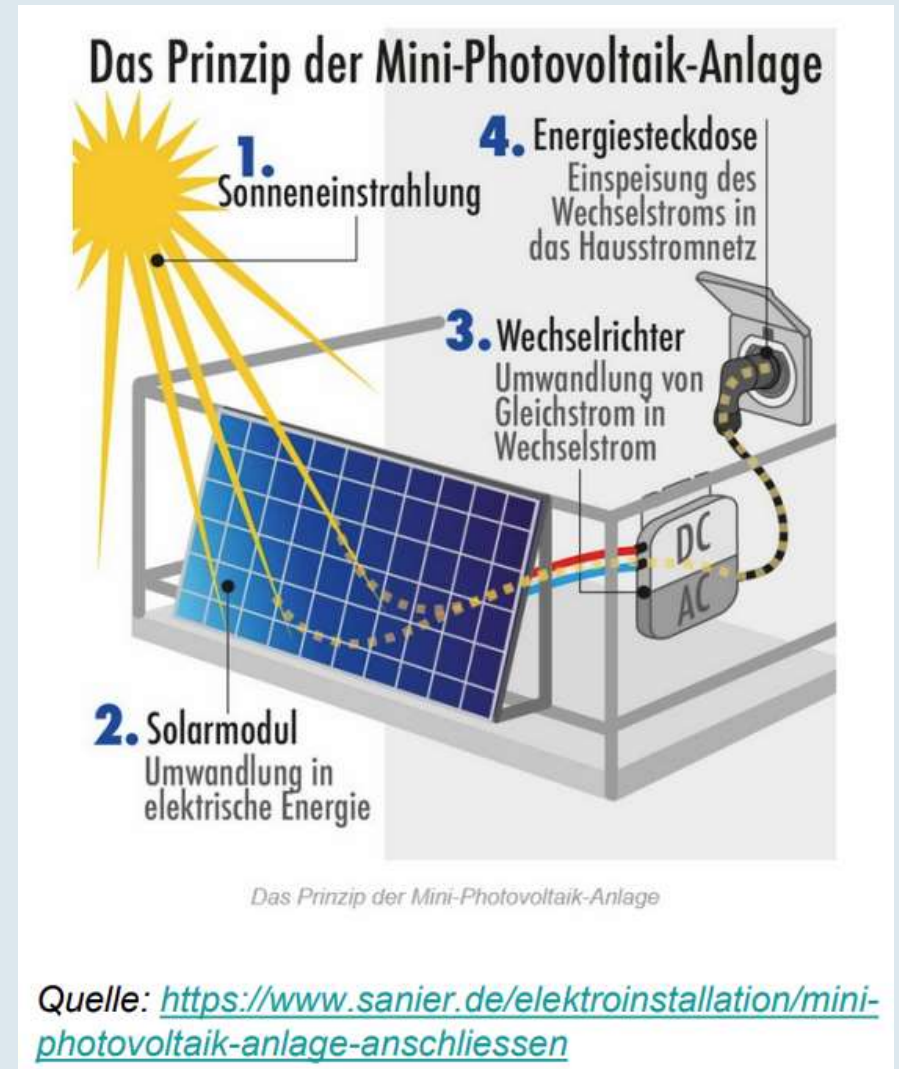 Das Prinzip der Mini-Photovoltaik-Anlage
1.
Sonneneinstrahlung
4. Energiesteckdose
Einspeisung des
Wechselstroms in
das Hausstromnetz
3. Wechselrichter
Umwandlung von
Gleichstrom in
Wechselstrom
DC
AC
2. Solarmodul
Umwandlung in
elektrische Energie
Das Prinzip der Mini-Photovoltaik-Anlage
Quelle: https://www.sanier.de/elektroinstallation/mini-
photovoltaik-anlage-anschliessen